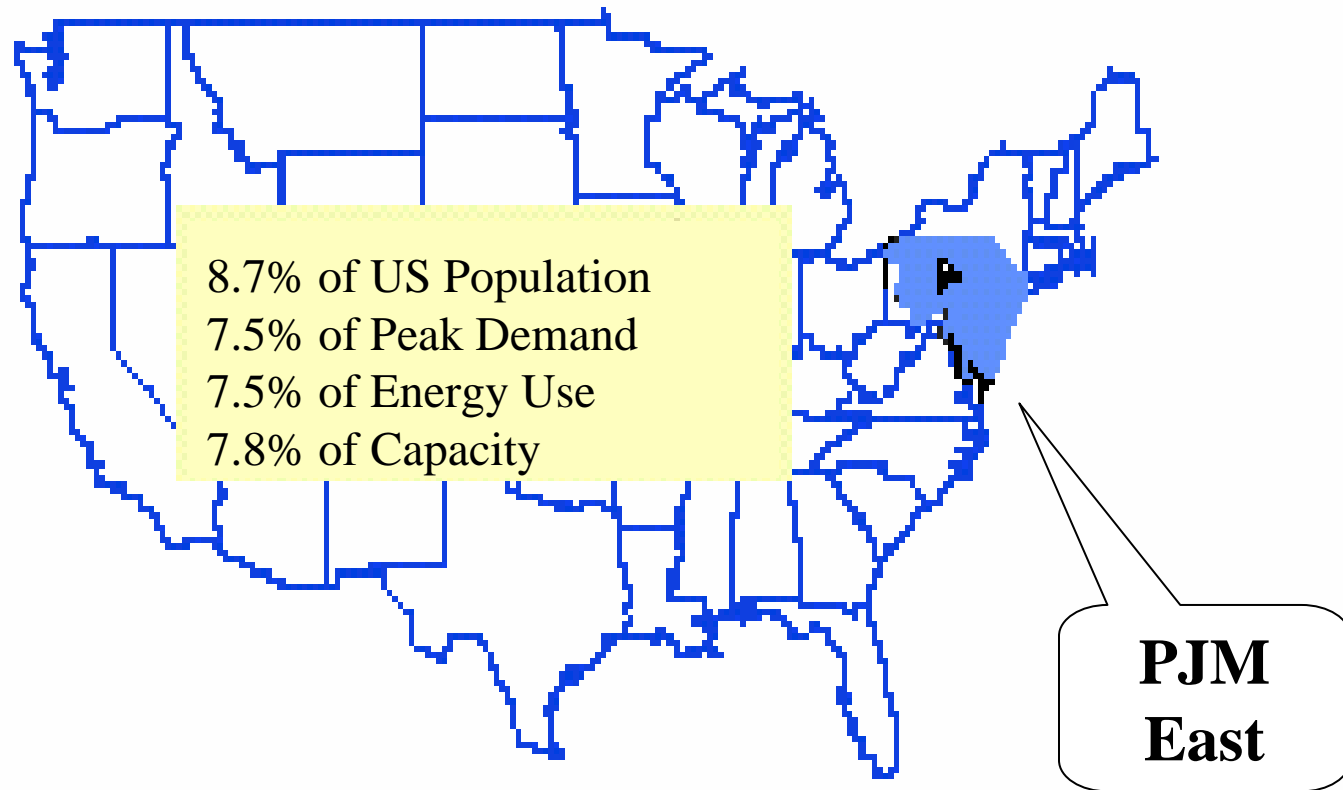 8.7% of US Population
7.5% of Peak Demand
7.5% of Energy Use
7.8% of Capacity
PJM
East